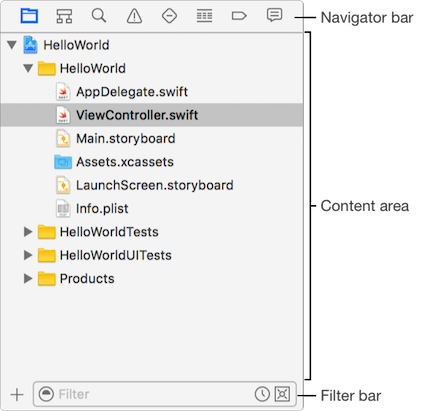 Navigator bar
HelloWorld
HelloWorld
AppDelegate.swift
ViewController.swift
Main.storyboard
Assets.xcassets
LaunchScreen.storyboard
Info.plist
HelloWorldTests
HelloWorldUITests
Products
Content area
Filter
Filter bar